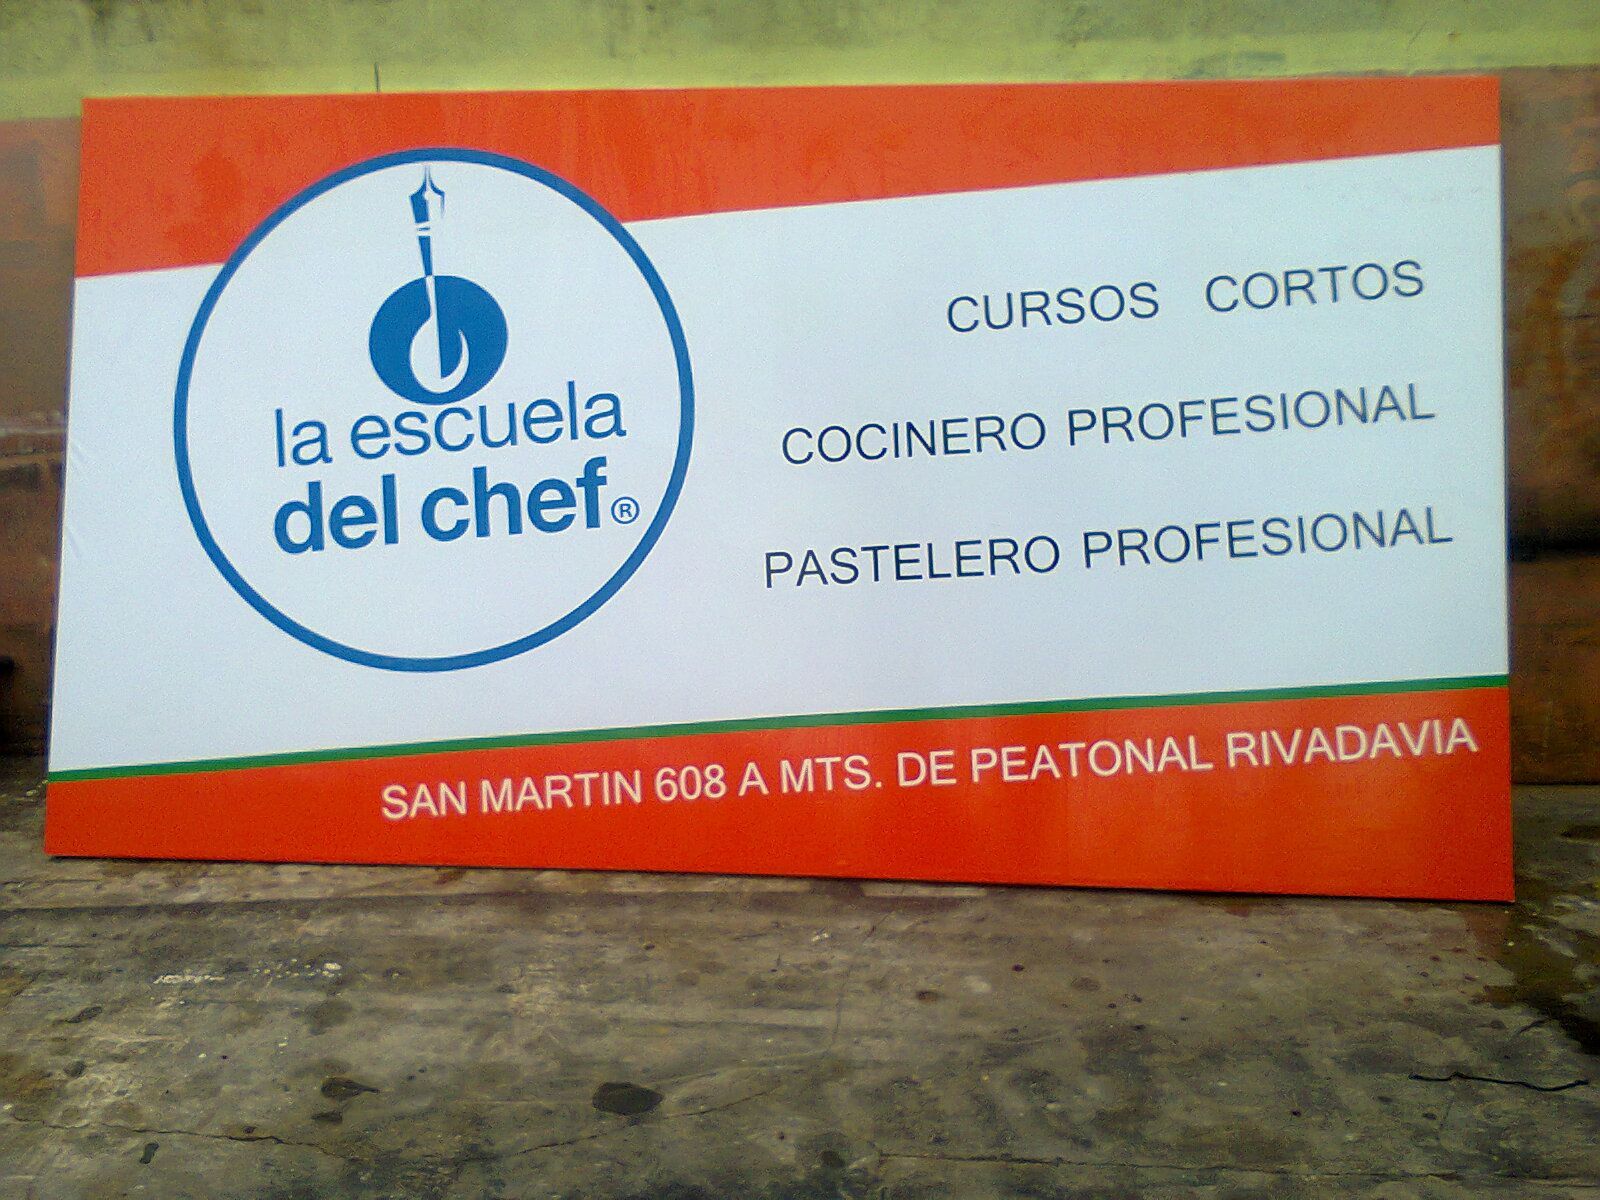 la escuela
del chef®
CURSOS CORTOS
COCINERO PROFESIONAL
PASTELERO PROFESIONAL
SAN MARTIN 608 A MTS. DE PEATONAL RIVADAVIA